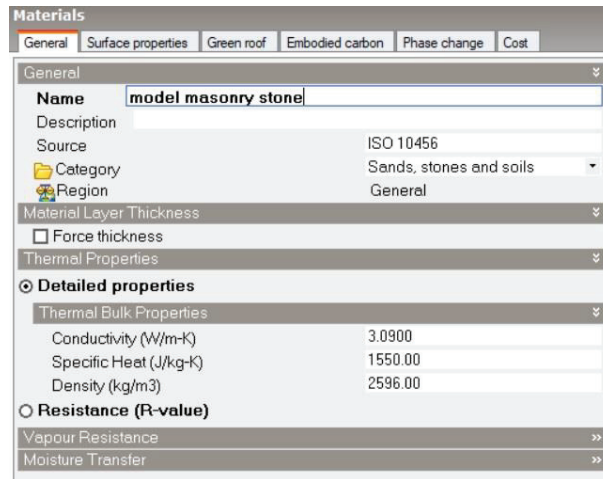 Materials
General Surface properties Green roof Embodied carbon Phase change Cost
General
Name model masonry stone
Description
Source ISO 10456
Category Sands, stones and soils
Region General
Material Layer Thickness
Force thickness
Thermal Properties
Detailed properties
Thermal Bulk Properties
Conductivity (W/m-K) 3.0900
Specific Heat (J/kg-K) 1550.00
Density (kg/m3) 2596.00
Resistance (R-value)
Vapour Resistance
Moisture Transfer